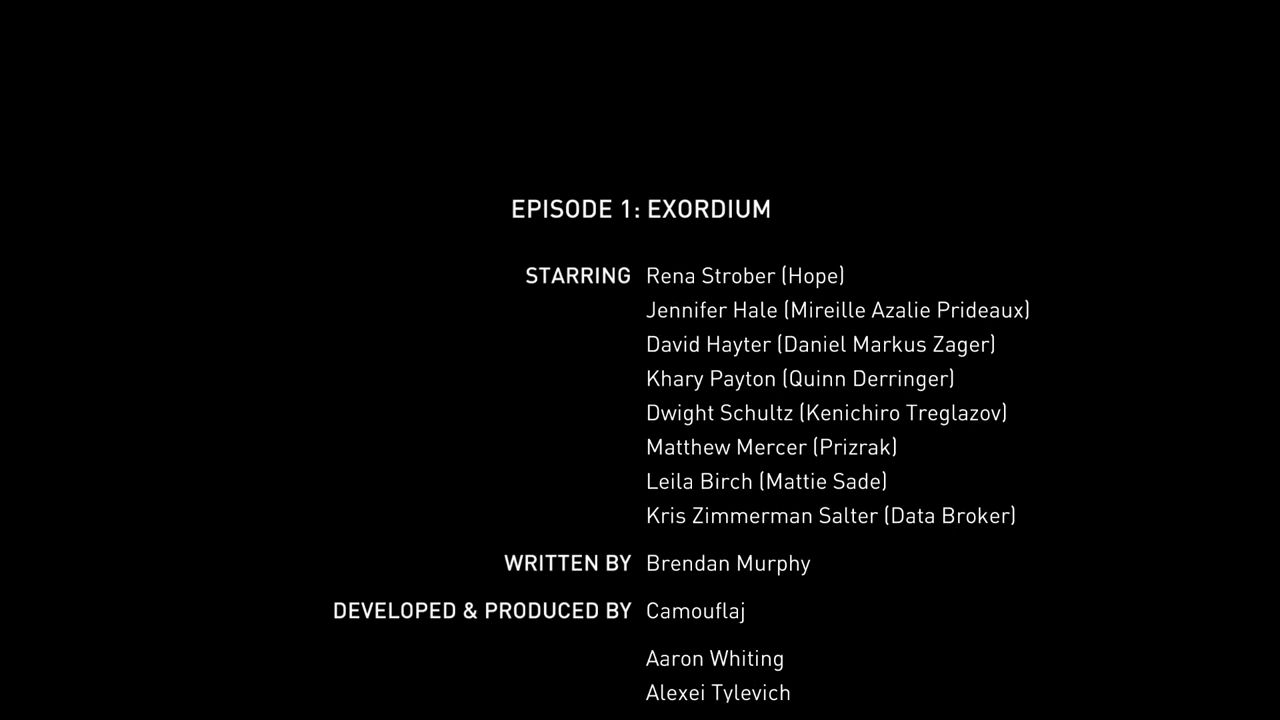 EPISODE 1: EXORDIUM
STARRING Rena Strober (Hope)
Jennifer Hale (Mireille Azalie Prideaux)
David Hayter (Daniel Markus Zager)
Khary Payton (Quinn Derringer)
Dwight Schultz (Kenichiro Treglazov)
Matthew Mercer (Prizrak)
Leila Birch (Mattie Sade)
Kris Zimmerman Salter (Data Broker)
WRITTEN BY Brendan Murphy
DEVELOPED & PRODUCED BY Camouflaj
Aaron Whiting
Alexei Tylevich